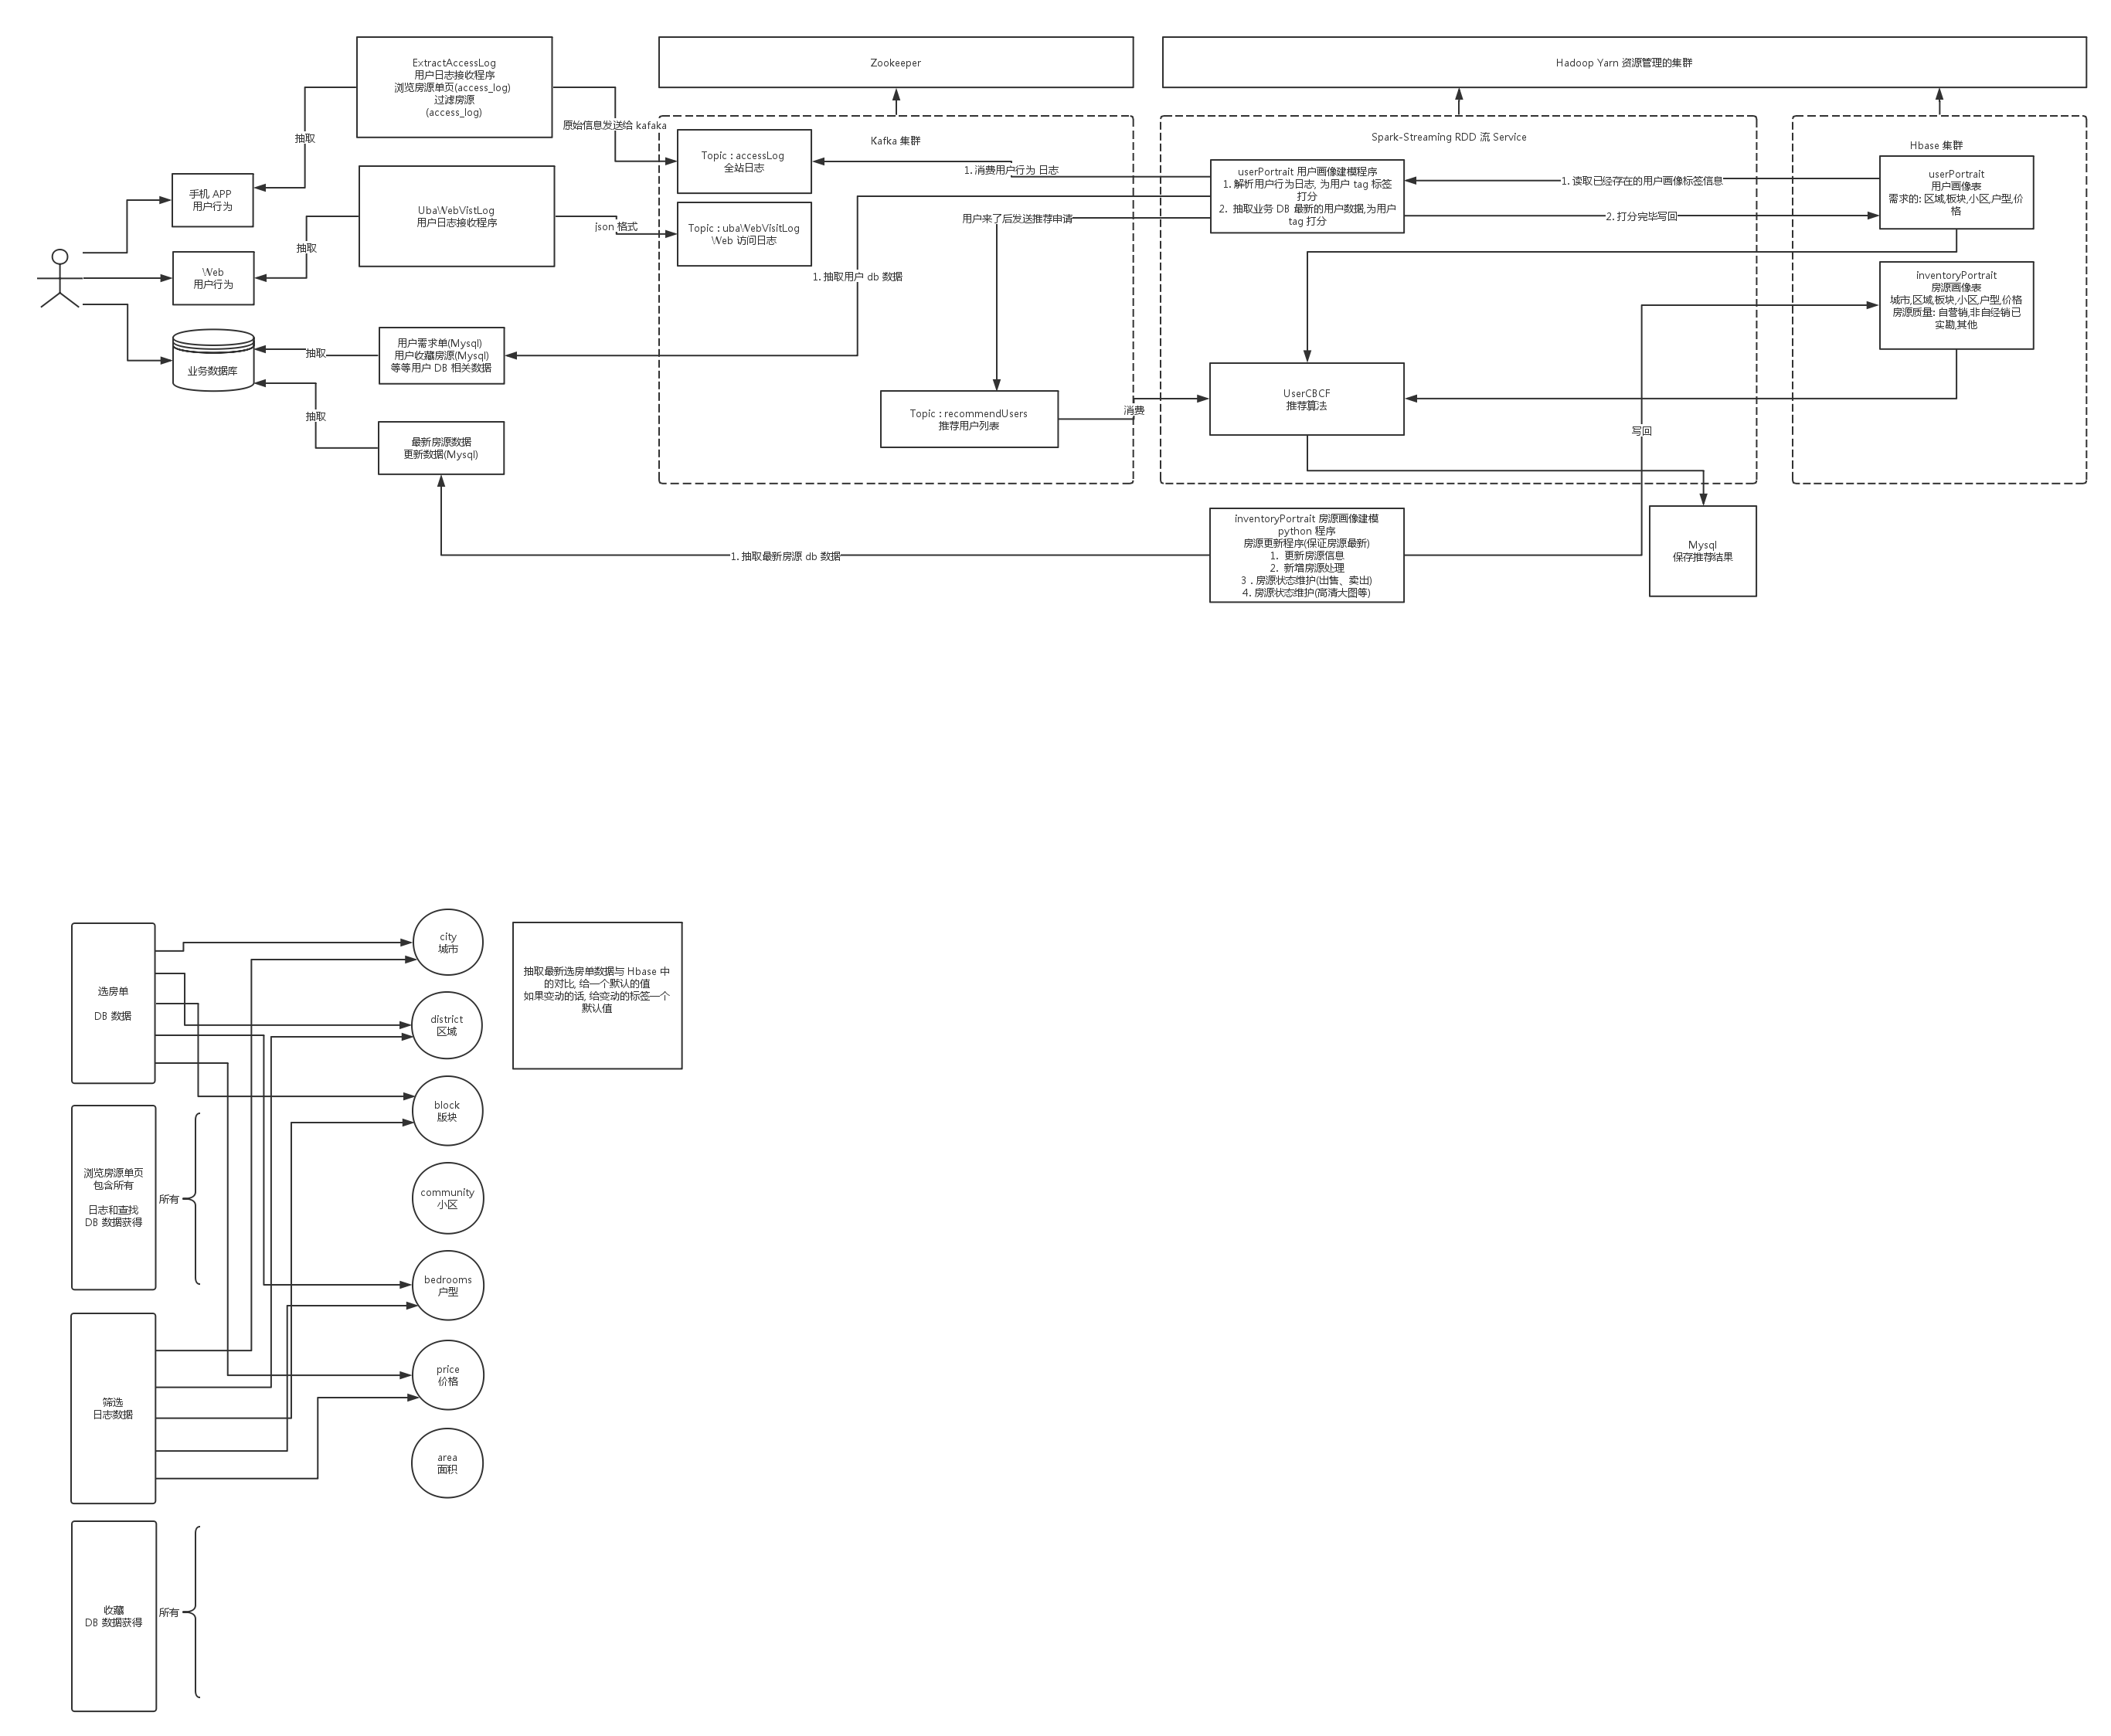 ExtractAccessLog
用户日志接收程序
浏览房源单页(access_log)
过滤房源
(access_log)
Zookeeper
Hadoop Yarn 资源管理的集群
抽取
原始信息发送给 kafaka
Kafka 集群
Topic : accessLog
全站日志
Spark-Streaming RDD 流 Service
Hbase 集群
1. 消费用户行为 日志
userPortrait 用户画像建模程序
1. 解析用户行为日志, 为用户 tag 标签
打分
2. 抽取业务 DB 最新的用户数据,为用户
tag 打分
1. 读取已经存在的用户画像标签信息
2. 打分完毕写回
userPortrait
用户画像表
需求的: 区域,板块,小区,户型,价
格
手机 APP
用户行为
UbaWebVistLog
用户日志接收程序
json 格式
Topic : ubaWebVisitLog
Web 访问日志
用户来了后发送推荐申请
抽取
Web
用户行为
1. 抽取用户 db 数据
inventoryPortrait
房源画像表
城市,区域,板块,小区,户型,价格
房源质量: 自营销,非自经销已
实勘,其他
业务数据库
抽取
用户需求单(Mysql)
用户收藏房源(Mysql)
等等用户 DB 相关数据
抽取
最新房源数据
更新数据(Mysql)
Topic : recommendUsers
推荐用户列表
消费
UserCBCF
推荐算法
写回
1. 抽取最新房源 db 数据
inventoryPortrait 房源画像建模
python 程序
房源更新程序(保证房源最新)
1. 更新房源信息
2. 新增房源处理
3 . 房源状态维护(出售、卖出)
4. 房源状态维护(高清大图等)
Mysql
保存推荐结果
选房单
DB 数据
city
城市
district
区域
block
版块
community
小区
bedrooms
户型
price
价格
area
面积
抽取最新选房单数据与 Hbase 中
的对比, 给一个默认的值
如果变动的话, 给变动的标签一个
默认值
浏览房源单页
包含所有
日志和查找
DB 数据获得
所有
筛选
日志数据
收藏
DB 数据获得
所有